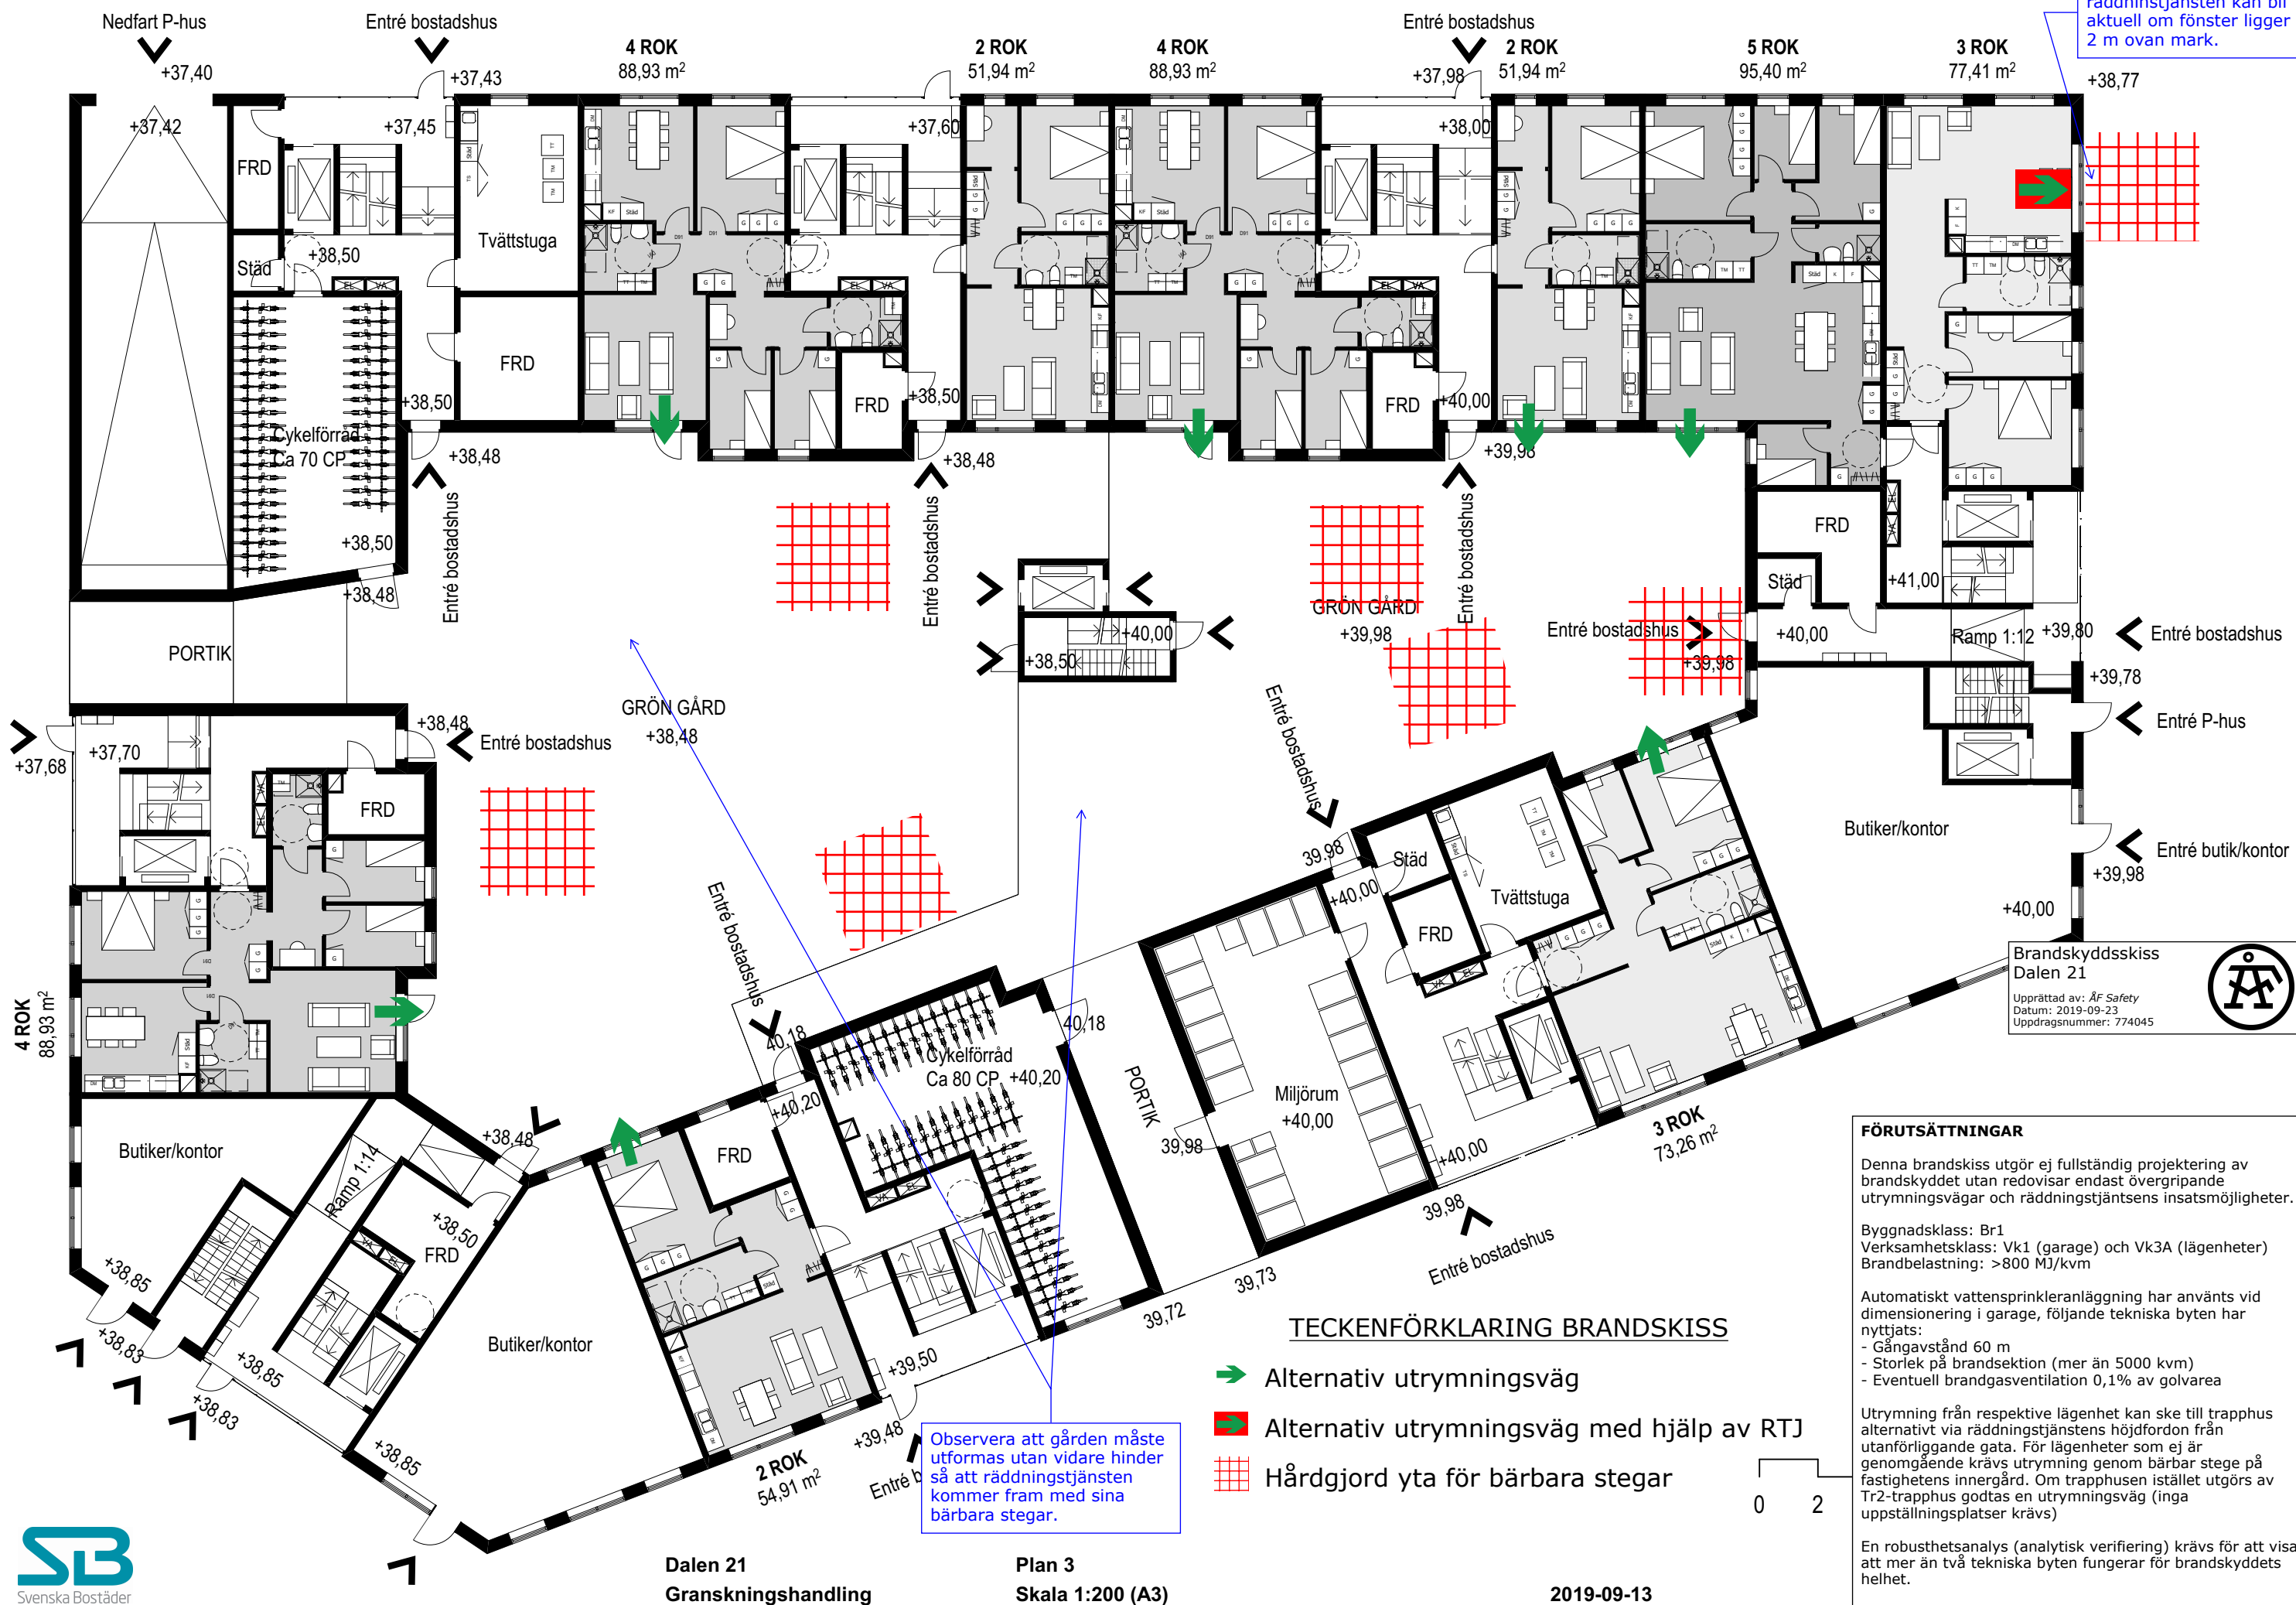 räddninstjänsten kan bli
aktuell om fönster ligger
2 m ovan mark.
Nedfart P-hus
Entré bostadshus
Entré bostadshus
4 ROK
88,93 m²
2 ROK
51,94 m²
4 ROK
88,93 m²
2 ROK
51,94 m²
5 ROK
95,40 m²
3 ROK
77,41 m²
+37,40
+37,43
+37,98
+38,77
+37,42
+37,45
+37,60
+38,00
FRD
Städ
+38,50
Tvättstuga
FRD
EL VA
EL VA
EL VA
Cykelförråd
Ca 70 CP
+38,50
+38,50
+38,48
+38,48
FRD
+38,50
+38,48
FRD
+40,00
+39,98
Entré bostadshus
Entré bostadshus
Entré bostadshus
FRD
Städ
+41,00
+40,00
Ramp 1:12
+39,80
Entré bostadshus
+39,78
Entré bostadshus
+39,98
PORTIK
+40,00
+38,50
GRÖN GÅRD
+39,98
GRÖN GÅRD
+38,48
Entré P-hus
Butiker/kontor
Entré butik/kontor
+39,98
+40,00
+38,48
Entré bostadshus
+37,70
+37,68
FRD
4 ROK
88,93 m²
Entré bostadshus
39.98
+40,00
Städ
FRD
Tvättstuga
Entré bostadshus
40,18
Cykelförråd
Ca 80 CP
+40,20
40,18
+40,20
FRD
PORTIK
39,98
Miljörum
+40,00
+40,00
39,98
Entré bostadshus
3 ROK
73,26 m²
39,73
39,72
Butiker/kontor
Ramp 1:14
+38,48
+38,50
FRD
+38,85
+38,83
+38,85
+38,83
+38,85
Butiker/kontor
+39,50
+39,48
2 ROK
54,91 m²
Entré b
Observera att gården måste
utformas utan vidare hinder
så att räddningstjänsten
kommer fram med sina
bärbara stegar.
Brandskyddsskiss
Dalen 21
Upprättad av: ÅF Safety
Datum: 2019-09-23
Uppdragsnummer: 774045
ÅF
TECKENFÖRKLARING BRANDSKISS
Alternativ utrymningsväg
Alternativ utrymningsväg med hjälp av RTJ
Hårdgjord yta för bärbara stegar
0 2
FÖRUTSÄTTNINGAR
Denna brandskiss utgör ej fullständig projektering av
brandskyddet utan redovisar endast övergripande
utrymningsvägar och räddningstjäntsens insatsmöjligheter.
Byggnadsklass: Br1
Verksamhetsklass: Vk1 (garage) och Vk3A (lägenheter)
Brandbelastning: >800 MJ/kvm
Automatiskt vattensprinkleranläggning har använts vid
dimensionering i garage, följande tekniska byten har
nyttjats:
- Gångavstånd 60 m
- Storlek på brandsektion (mer än 5000 kvm)
- Eventuell brandgasventilation 0,1% av golvarea
Utrymning från respektive lägenhet kan ske till trapphus
alternativt via räddningstjänstens höjdfordon från
utanförliggande gata. För lägenheter som ej är
genomgående krävs utrymning genom bärbar stege på
fastighetens innergård. Om trapphusen istället utgörs av
Tr2-trapphus godtas en utrymningsväg (inga
uppställningsplatser krävs)
En robusthetsanalys (analytisk verifiering) krävs för att visa
att mer än två tekniska byten fungerar för brandskyddets
helhet.
SB
Svenska Bostäder
Dalen 21
Granskningshandling
Plan 3
Skala 1:200 (A3)
2019-09-13